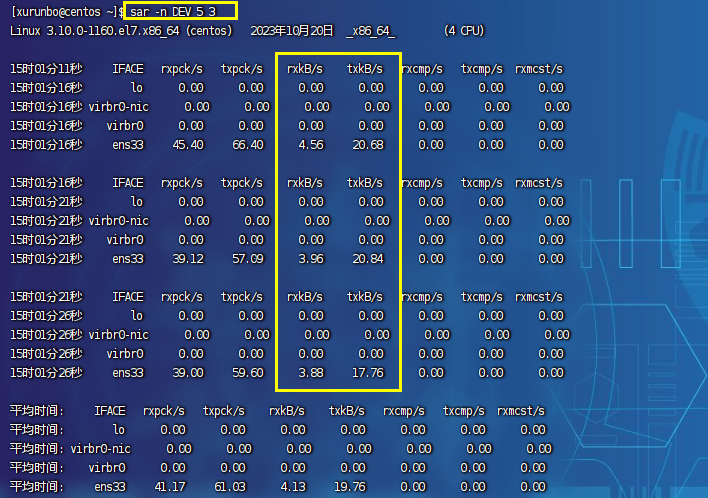 [xurunbo@centos ~]$ sar -n DEV 5 3
Linux 3.10.0-1160.el7.x86_64 (centos) 2023年10月20日 _x86_64_ (4 CPU)
15时01分11秒 IFACE rxpck/s txpck/s rxkB/s txkB/s rxcmp/s txcmp/s rxmcst/s
15时01分16秒 lo 0.00 0.00 0.00 0.00 0.00 0.00 0.00
15时01分16秒 virbr0-nic 0.00 0.00 0.00 0.00 0.00 0.00 0.00
15时01分16秒 virbr0 0.00 0.00 0.00 0.00 0.00 0.00 0.00
15时01分16秒 ens33 45.40 66.40 4.56 20.68 0.00 0.00 0.00
15时01分16秒 IFACE rxpck/s txpck/s rxkB/s txkB/s rxcmp/s txcmp/s rxmcst/s
15时01分21秒 lo 0.00 0.00 0.00 0.00 0.00 0.00 0.00
15时01分21秒 virbr0-nic 0.00 0.00 0.00 0.00 0.00 0.00 0.00
15时01分21秒 virbr0 0.00 0.00 0.00 0.00 0.00 0.00 0.00
15时01分21秒 ens33 39.12 57.09 3.96 20.84 0.00 0.00 0.00
15时01分21秒 IFACE rxpck/s txpck/s rxkB/s txkB/s rxcmp/s txcmp/s rxmcst/s
15时01分26秒 lo 0.00 0.00 0.00 0.00 0.00 0.00 0.00
15时01分26秒 virbr0-nic 0.00 0.00 0.00 0.00 0.00 0.00 0.00
15时01分26秒 virbr0 0.00 0.00 0.00 0.00 0.00 0.00 0.00
15时01分26秒 ens33 39.00 59.60 3.88 17.76 0.00 0.00 0.00
平均时间: IFACE rxpck/s txpck/s rxkB/s txkB/s rxcmp/s txcmp/s rxmcst/s
平均时间: lo 0.00 0.00 0.00 0.00 0.00 0.00 0.00
平均时间: virbr0-nic 0.00 0.00 0.00 0.00 0.00 0.00 0.00
平均时间: virbr0 0.00 0.00 0.00 0.00 0.00 0.00 0.00
平均时间: ens33 41.17 61.03 4.13 19.76 0.00 0.00 0.00